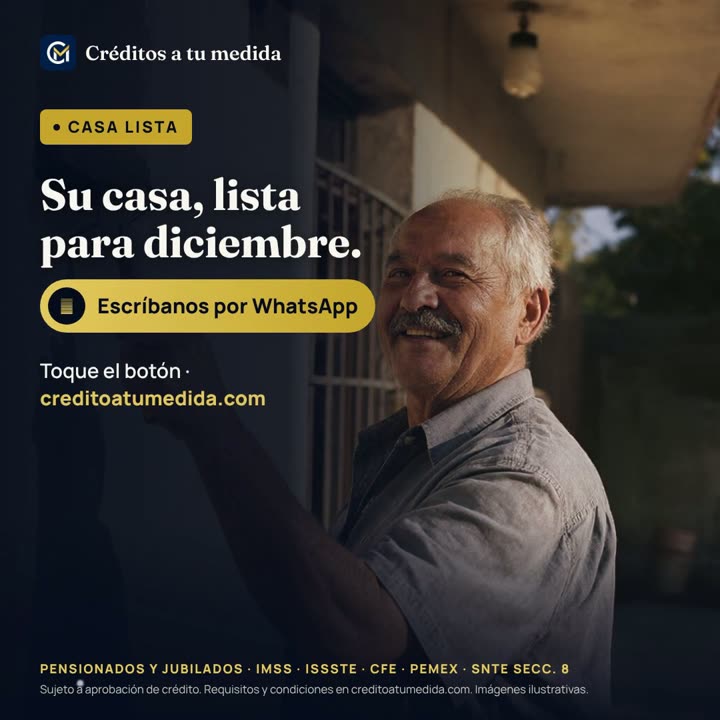 Créditos a tu medida
• CASA LISTA
Su casa, lista
para diciembre.
Escríbanos por WhatsApp
Toque el botón ·
creditoatumedida.com
PENSIONADOS Y JUBILADOS · IMSS · ISSSTE · CFE · PEMEX · SNTE SECC. 8
Sujeto a aprobación de crédito. Requisitos y condiciones en creditoatumedida.com. Imágenes ilustrativas.